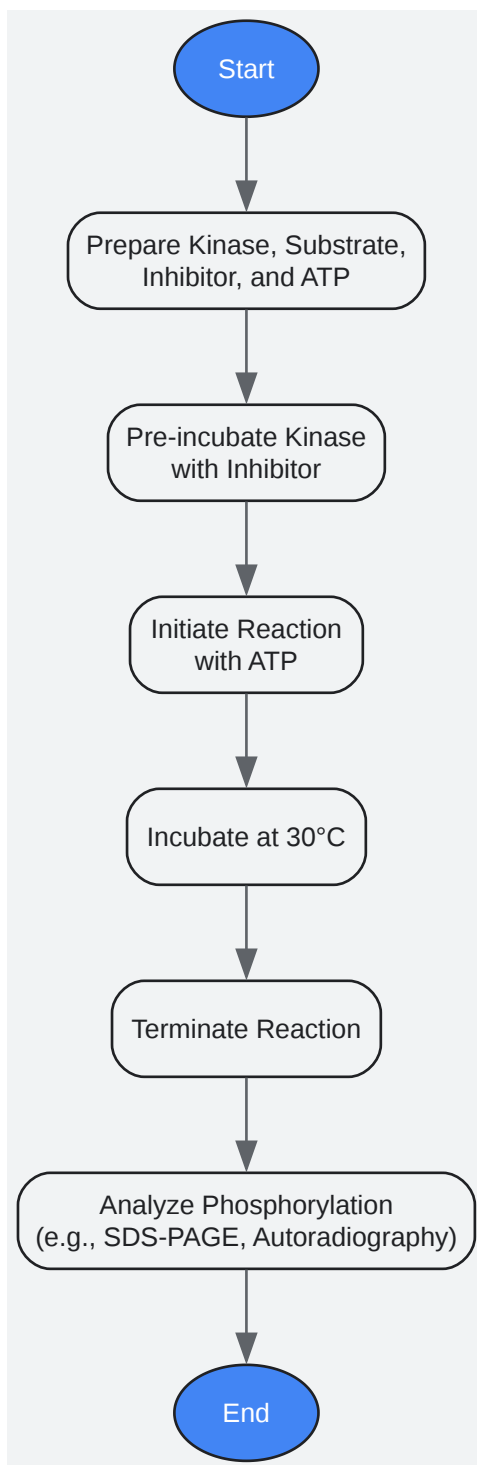 Start
Prepare Kinase, Substrate,
Inhibitor, and ATP
Pre-incubate Kinase
with Inhibitor
Initiate Reaction
with ATP
Incubate at 30°C
Terminate Reaction
Analyze Phosphorylation
(e.g., SDS-PAGE, Autoradiography)
End